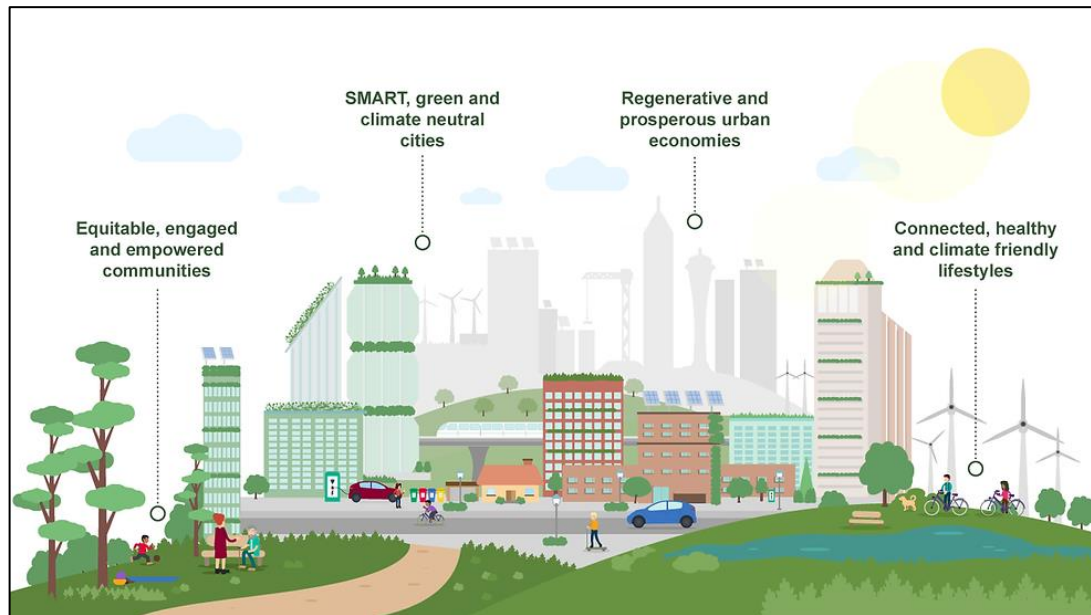 SMART, green and
climate neutral
cities
Regenerative and
prosperous urban
economies
Equitable, engaged
and empowered
communities
Connected, healthy
and climate friendly
lifestyles